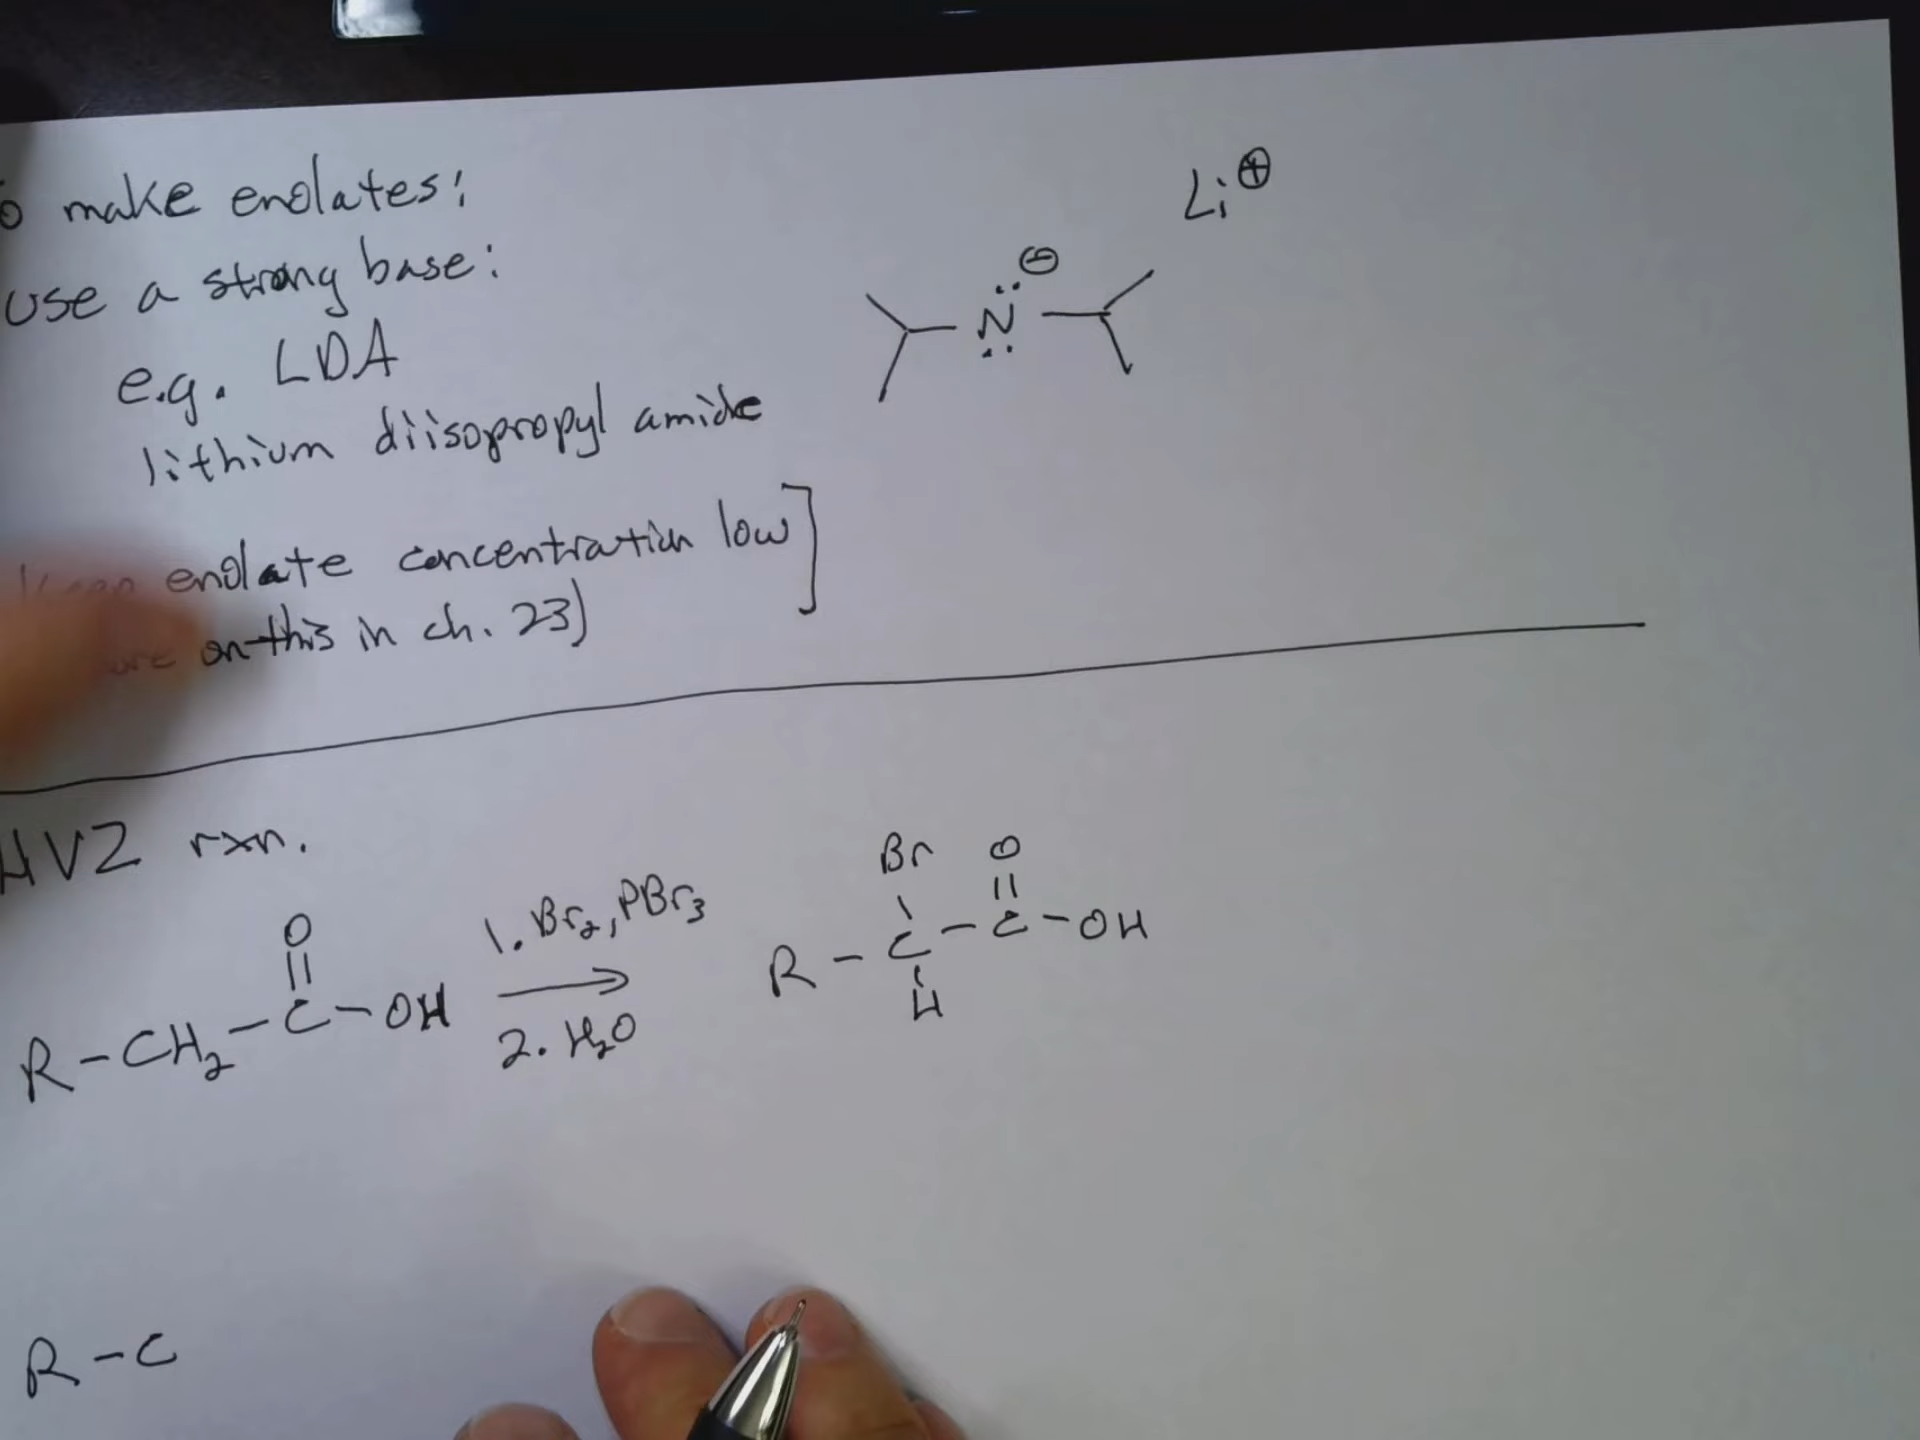 make enolates:
use a strong base:
e.g. LDA
lithium diisopropyl amide
enolate concentration low]
on this in ch. 23)
Li⊕
⊖
N
HVZ rxn.
R-CH₂-C(=O)-OH
1. Br₂, PBr₃
→
2. H₂O
Br O
R-C-C-OH
H
R-C